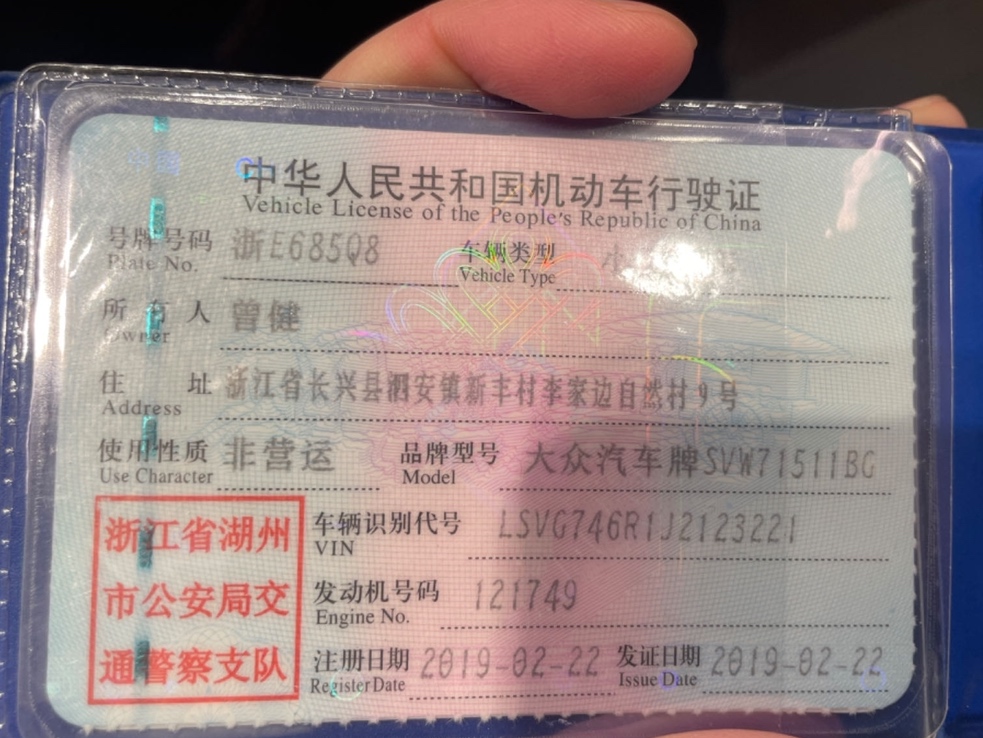 中华人民共和国机动车行驶证
Vehicle License of the People's Republic of China
号牌号码 浙E685Q8 车辆类型 小
Plate No. Vehicle Type
所有人 曾健
Owner
住址 浙江省长兴县泗安镇新丰村李家边自然村9号
Address
使用性质 非营运 品牌型号 大众汽车牌SVW71511BG
Use Character Model
浙江省湖州
市公安局交
通警察支队
车辆识别代号 LSVG746R1J2123221
VIN
发动机号码 121749
Engine No.
注册日期 2019-02-22 发证日期 2019-02-22
Register Date Issue Date